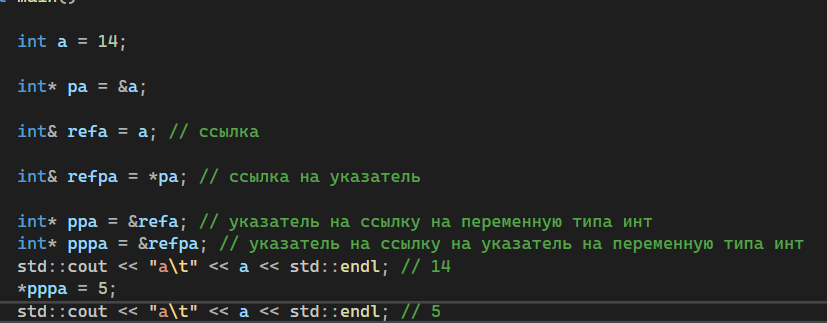 int a = 14;
int* pa = &a;
int& refa = a; // ссылка
int& refpa = *pa; // ссылка на указатель
int* ppa = &refa; // указатель на ссылку на переменную типа инт
int* pppa = &refpa; // указатель на ссылку на указатель на переменную типа инт
std::cout << "a\t" << a << std::endl; // 14
*pppa = 5;
std::cout << "a\t" << a << std::endl; // 5